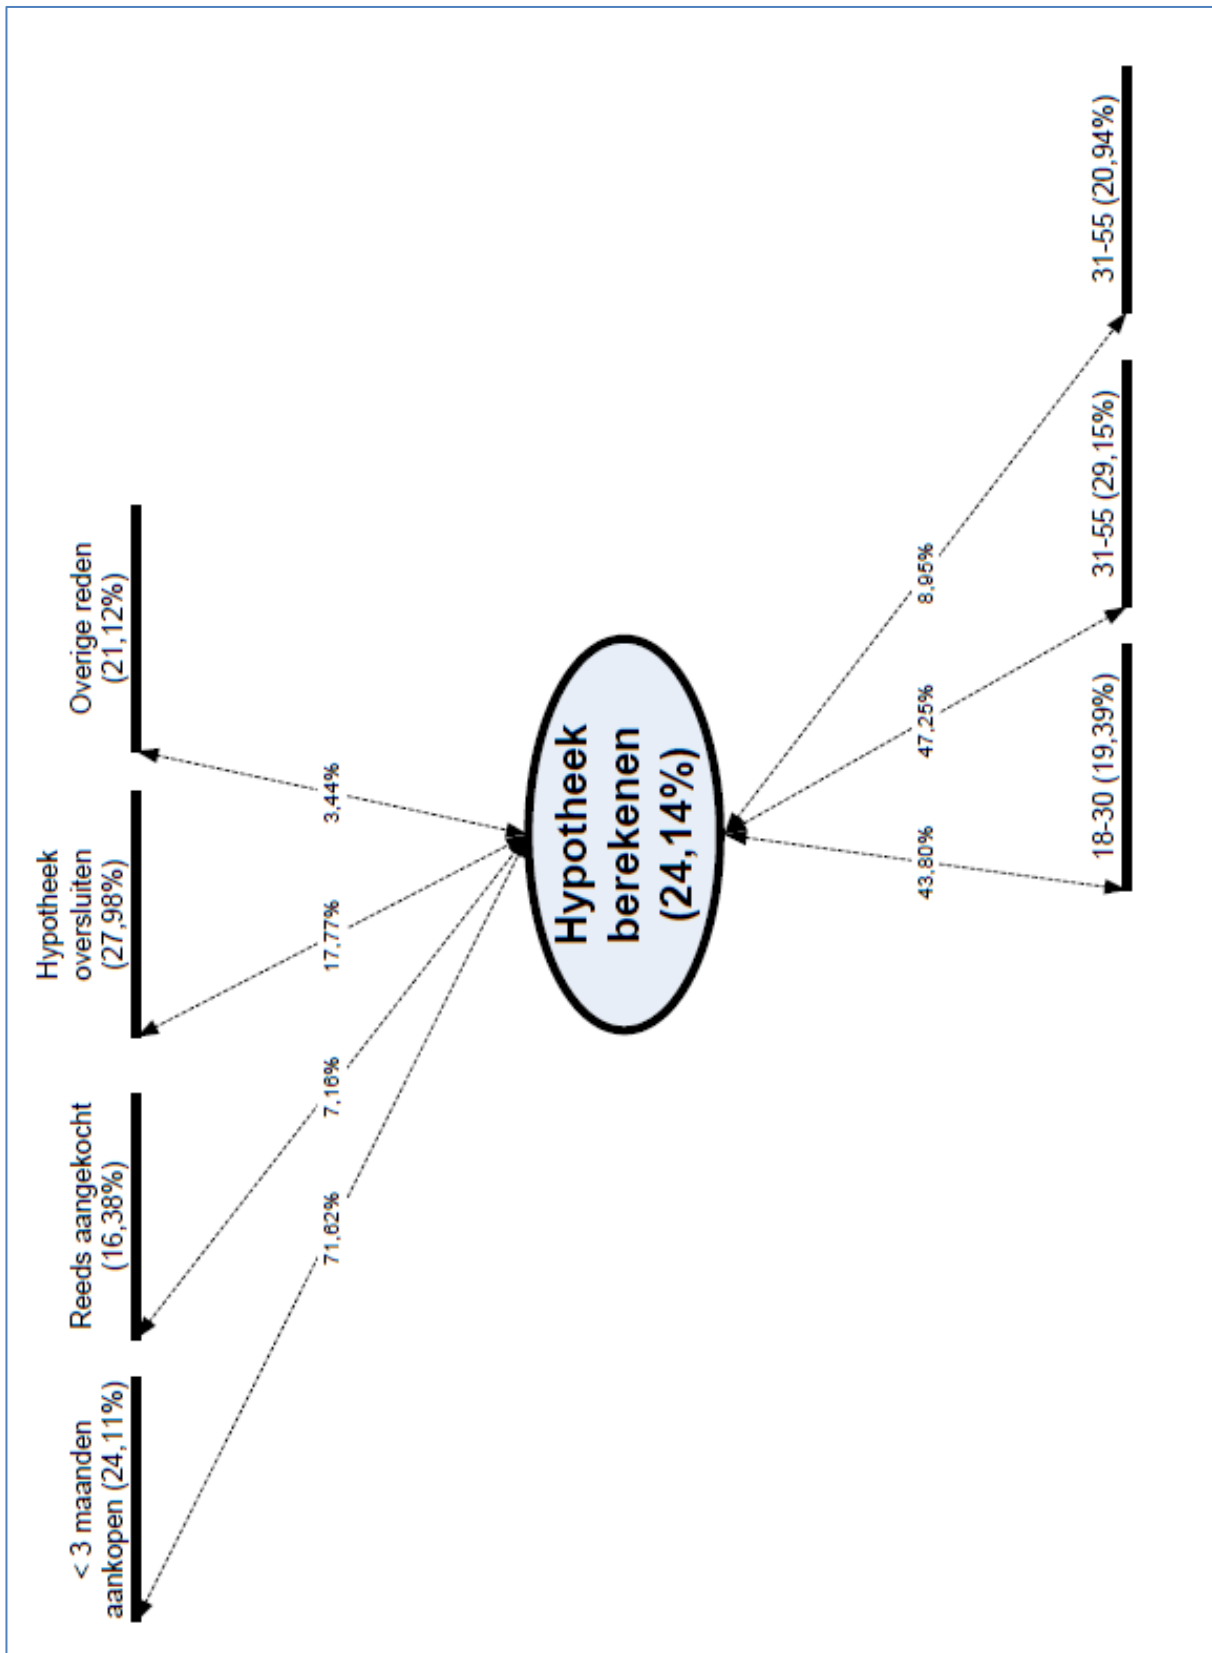 < 3 maanden
aankopen (24,11%)
Reeds aangekocht
(16,38%)
Hypotheek
oversluiten
(27,98%)
Overige reden
(21,12%)
71,62%
7,16%
17,77%
3,44%
Hypotheek
berekenen
(24,14%)
43,80%
47,25%
8,95%
18-30 (19,39%)
31-55 (29,15%)
31-55 (20,94%)